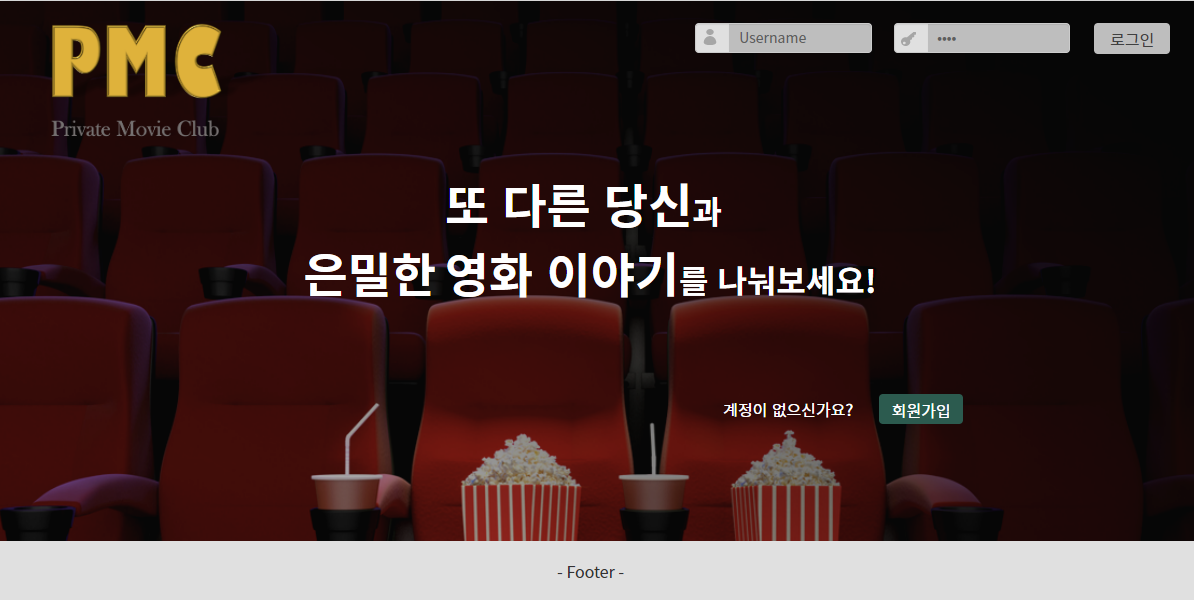 PMC
Private Movie Club
Username
••••
로그인
또 다른 당신과
은밀한 영화 이야기를 나눠보세요!
계정이 없으신가요?
회원가입
- Footer -